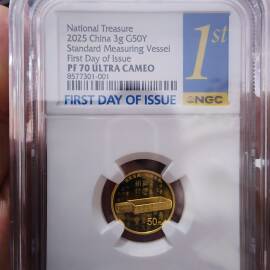 National Treasure
2025 China 3g G50Y
Standard Measuring Vessel
First Day of Issue
PF 70 ULTRA CAMEO
8577301-001
1st
FIRST DAY OF ISSUE
NGC
50